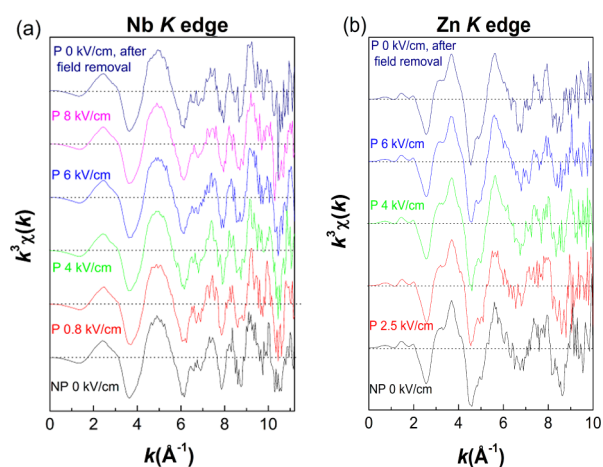 (a)
Nb K edge
P 0 kV/cm, after
field removal
P 8 kV/cm
P 6 kV/cm
P 4 kV/cm
P 0.8 kV/cm
NP 0 kV/cm
k³χ(k)
0 2 4 6 8 10
k(Å⁻¹)
(b)
Zn K edge
P 0 kV/cm, after
field removal
P 6 kV/cm
P 4 kV/cm
P 2.5 kV/cm
NP 0 kV/cm
k³χ(k)
0 2 4 6 8 10
k(Å⁻¹)